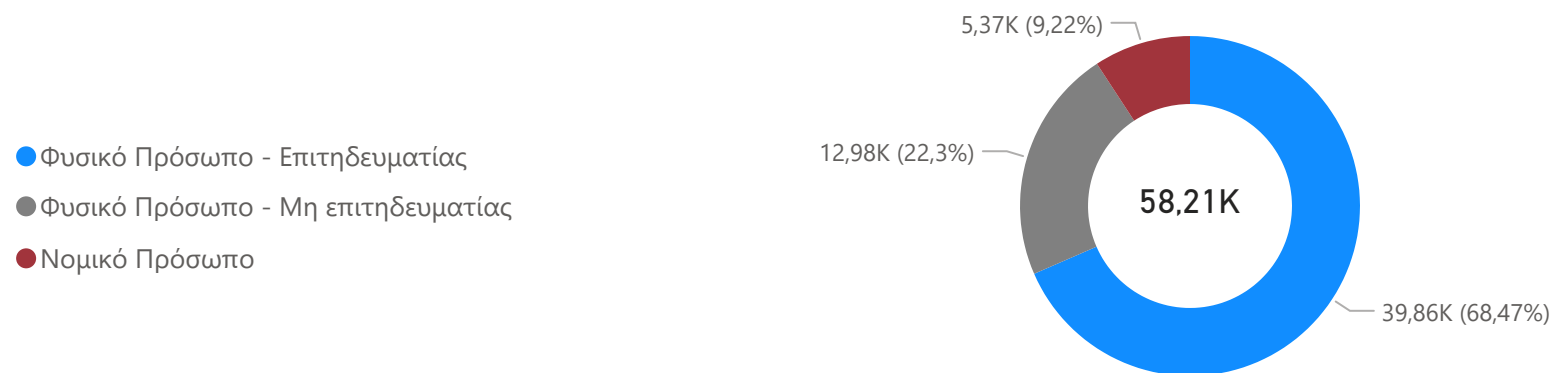 5,37K (9,22%)
Φυσικό Πρόσωπο - Επιτηδευματίας
12,98K (22,3%)
Φυσικό Πρόσωπο - Μη επιτηδευματίας
58,21K
Νομικό Πρόσωπο
39,86K (68,47%)